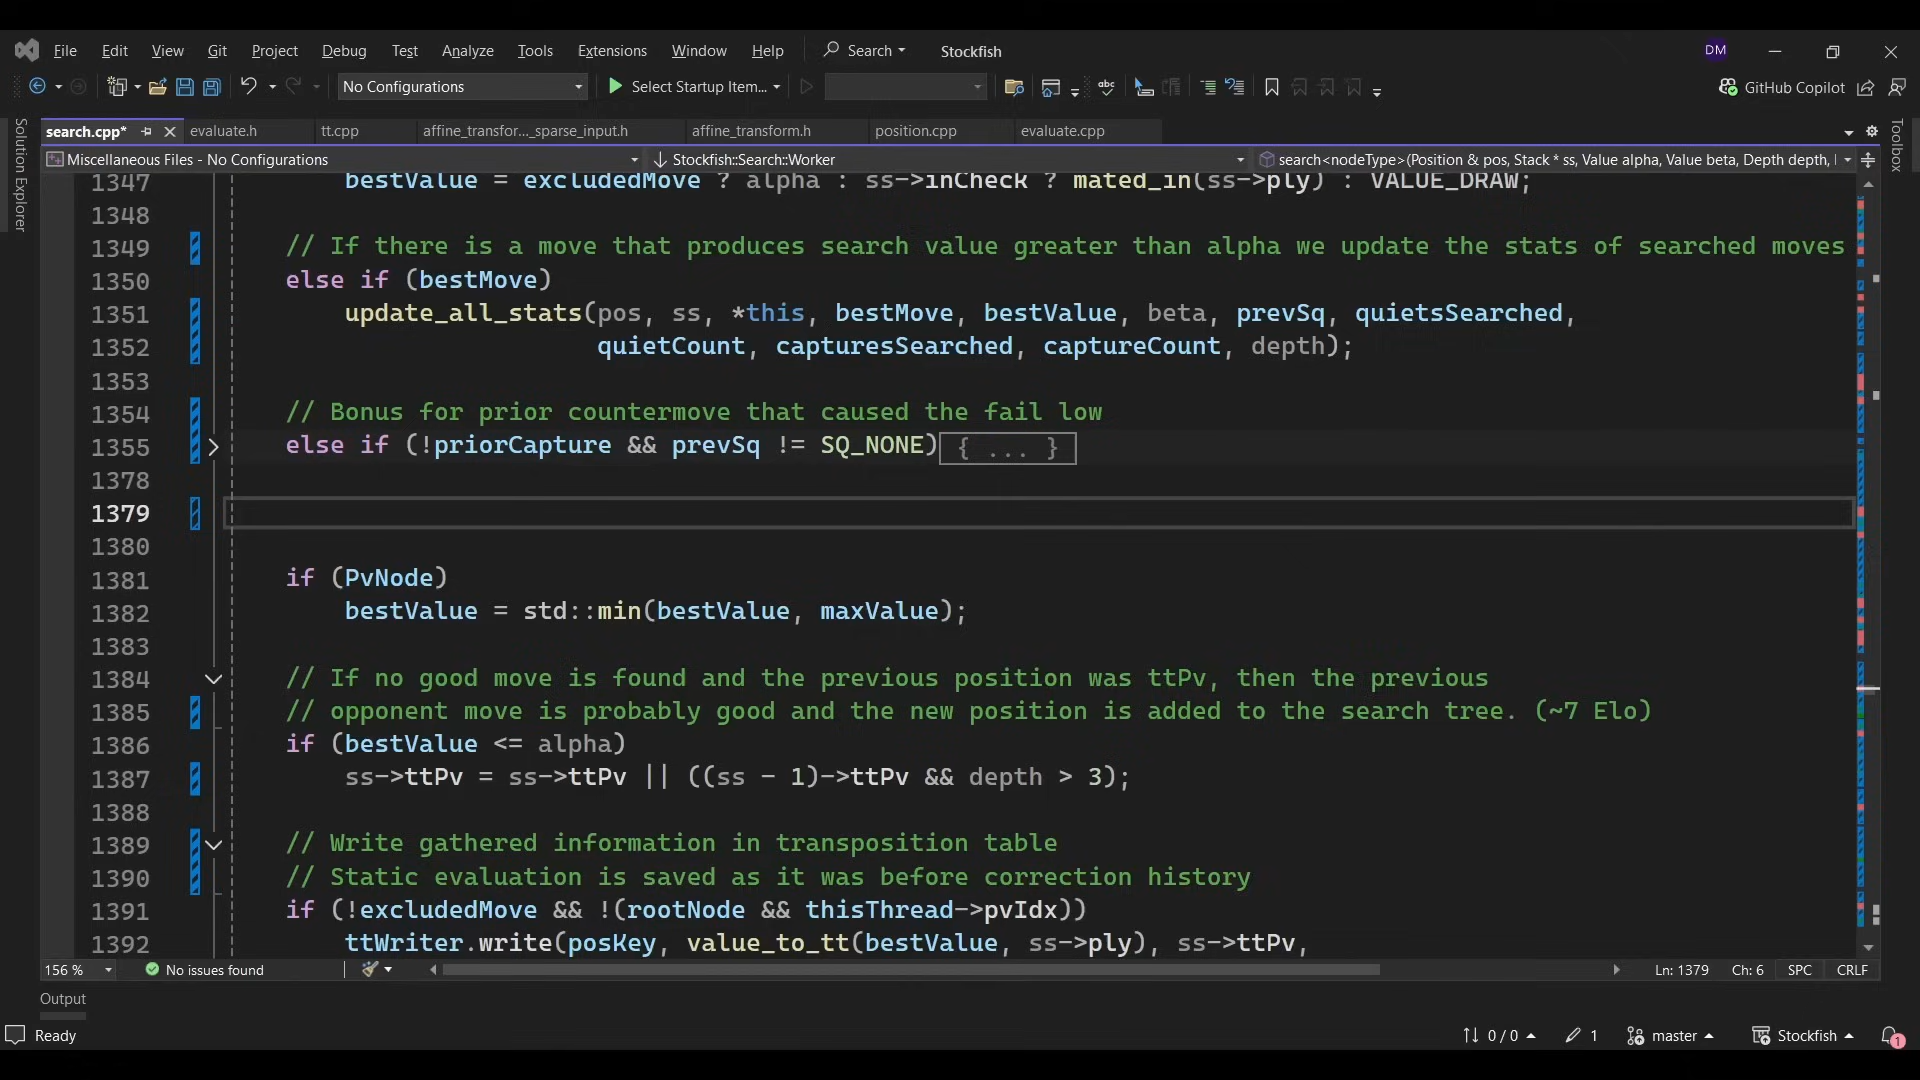 File Edit View Git Project Debug Test Analyze Tools Extensions Window Help Search Stockfish DM
No Configurations Select Startup Item... GitHub Copilot
search.cpp* evaluate.h tt.cpp affine_transfor..._sparse_input.h affine_transform.h position.cpp evaluate.cpp
Miscellaneous Files - No Configurations Stockfish::Search::Worker search<nodeType>(Position & pos, Stack * ss, Value alpha, Value beta, Depth depth,
Solution Explorer
Toolbox
1347 bestValue = excludedMove ? alpha : ss->inCheck ? mated_in(ss->ply) : VALUE_DRAW;
1348
1349 // If there is a move that produces search value greater than alpha we update the stats of searched moves
1350 else if (bestMove)
1351 update_all_stats(pos, ss, *this, bestMove, bestValue, beta, prevSq, quietsSearched,
1352 quietCount, capturesSearched, captureCount, depth);
1353
1354 // Bonus for prior countermove that caused the fail low
1355 else if (!priorCapture && prevSq != SQ_NONE) { ... }
1378
1379
1380
1381 if (PvNode)
1382 bestValue = std::min(bestValue, maxValue);
1383
1384 // If no good move is found and the previous position was ttPv, then the previous
1385 // opponent move is probably good and the new position is added to the search tree. (~7 Elo)
1386 if (bestValue <= alpha)
1387 ss->ttPv = ss->ttPv || ((ss - 1)->ttPv && depth > 3);
1388
1389 // Write gathered information in transposition table
1390 // Static evaluation is saved as it was before correction history
1391 if (!excludedMove && !(rootNode && thisThread->pvIdx))
1392 ttWriter.write(posKey, value_to_tt(bestValue, ss->ply), ss->ttPv,
156 % No issues found Ln: 1379 Ch: 6 SPC CRLF
Output
Ready 0 / 0 1 master Stockfish 1